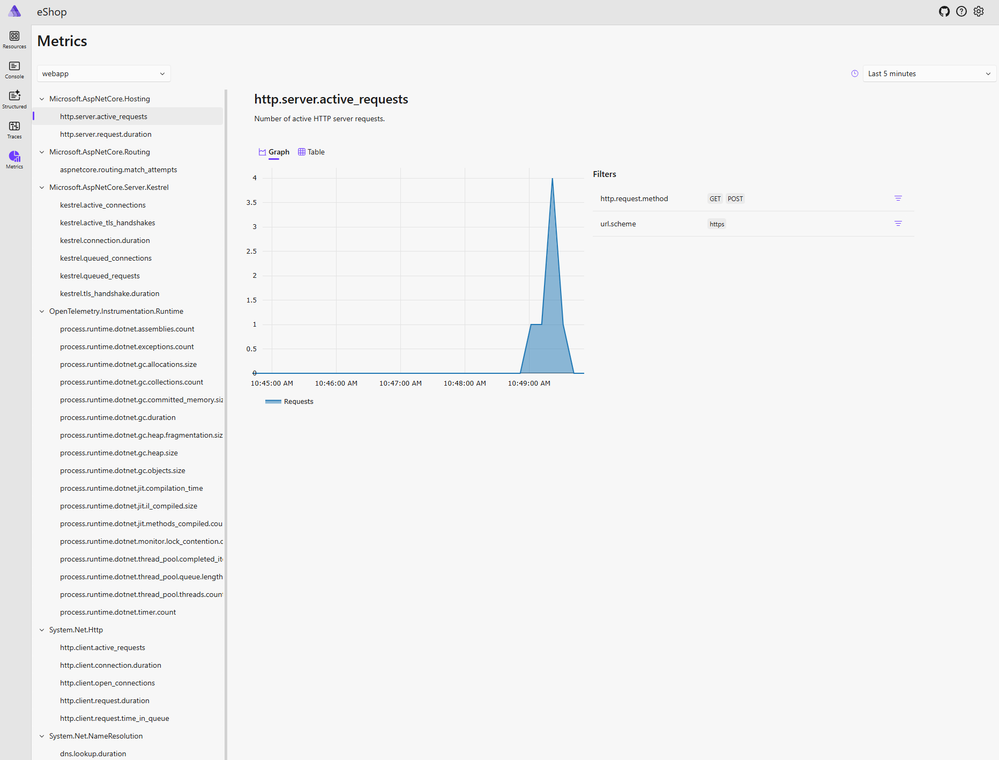 eShop
Resources
Console
Structured
Traces
Metrics
Metrics
webapp
Last 5 minutes
Microsoft.AspNetCore.Hosting
http.server.active_requests
http.server.request.duration
Microsoft.AspNetCore.Routing
aspnetcore.routing.match_attempts
Microsoft.AspNetCore.Server.Kestrel
kestrel.active_connections
kestrel.active_tls_handshakes
kestrel.connection.duration
kestrel.queued_connections
kestrel.queued_requests
kestrel.tls_handshake.duration
OpenTelemetry.Instrumentation.Runtime
process.runtime.dotnet.assemblies.count
process.runtime.dotnet.exceptions.count
process.runtime.dotnet.gc.allocations.size
process.runtime.dotnet.gc.collections.count
process.runtime.dotnet.gc.committed_memory.siz
process.runtime.dotnet.gc.duration
process.runtime.dotnet.gc.heap.fragmentation.siz
process.runtime.dotnet.gc.heap.size
process.runtime.dotnet.gc.objects.size
process.runtime.dotnet.jit.compilation_time
process.runtime.dotnet.jit.il_compiled.size
process.runtime.dotnet.jit.methods_compiled.cou
process.runtime.dotnet.monitor.lock_contention.c
process.runtime.dotnet.thread_pool.completed_it
process.runtime.dotnet.thread_pool.queue.length
process.runtime.dotnet.thread_pool.threads.count
process.runtime.dotnet.timer.count
System.Net.Http
http.client.active_requests
http.client.connection.duration
http.client.open_connections
http.client.request.duration
http.client.request.time_in_queue
System.Net.NameResolution
dns.lookup.duration
http.server.active_requests
Number of active HTTP server requests.
Graph Table
4
3.5
3
2.5
2
1.5
1
0.5
0
10:45:00 AM 10:46:00 AM 10:47:00 AM 10:48:00 AM 10:49:00 AM
Requests
Filters
http.request.method GET POST
url.scheme https